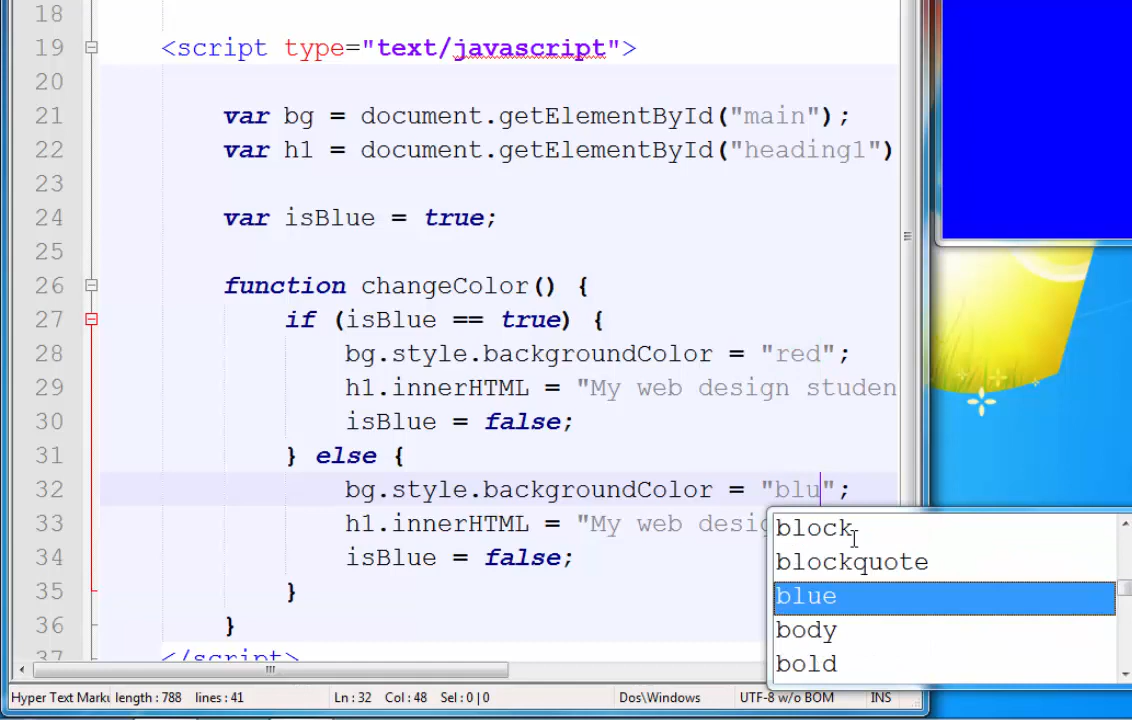 18
19 <script type="text/javascript">
20
21 var bg = document.getElementById("main");
22 var h1 = document.getElementById("heading1")
23
24 var isBlue = true;
25
26 function changeColor() {
27 if (isBlue == true) {
28 bg.style.backgroundColor = "red";
29 h1.innerHTML = "My web design studen
30 isBlue = false;
31 } else {
32 bg.style.backgroundColor = "blu";
33 h1.innerHTML = "My web desig
34 isBlue = false;
35 }
36 }
37 </script>
block
blockquote
blue
body
bold
Hyper Text Marku length : 788 lines : 41 Ln : 32 Col : 48 Sel : 0 | 0 Dos\Windows UTF-8 w/o BOM INS